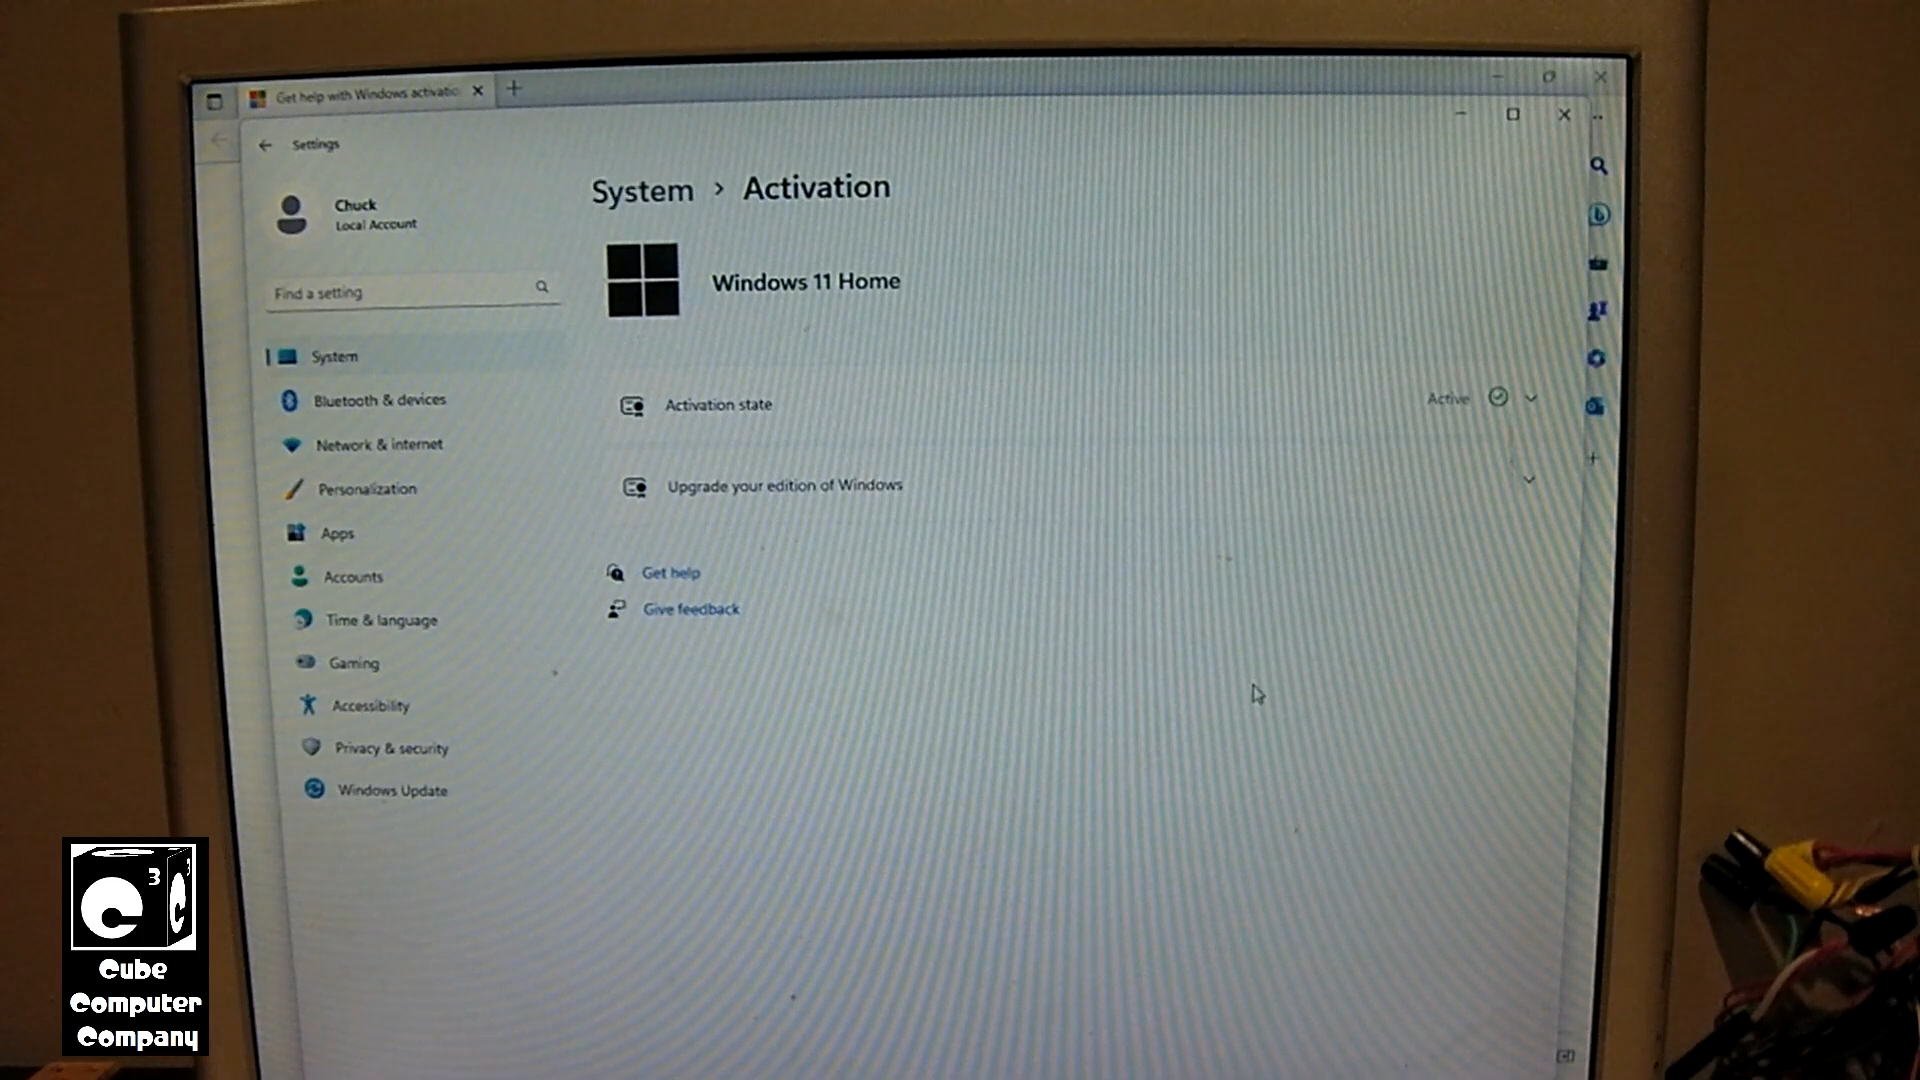 Get help with Windows activatio
Settings
Chuck
Local Account
Find a setting
System
Bluetooth & devices
Network & internet
Personalization
Apps
Accounts
Time & language
Gaming
Accessibility
Privacy & security
Windows Update
System > Activation
Windows 11 Home
Activation state
Active
Upgrade your edition of Windows
Get help
Give feedback
C3
C3
Cube
Computer
Company